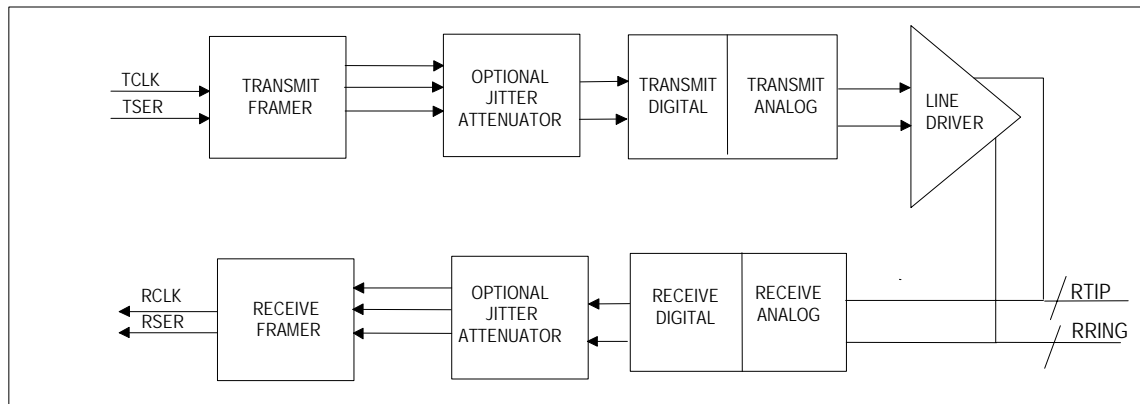 TCLK
TSER
TRANSMIT
FRAMER
OPTIONAL
JITTER
ATTENUATOR
TRANSMIT
DIGITAL
TRANSMIT
ANALOG
LINE
DRIVER
RCLK
RSER
RECEIVE
FRAMER
OPTIONAL
JITTER
ATTENUATOR
RECEIVE
DIGITAL
RECEIVE
ANALOG
RTIP
RRING